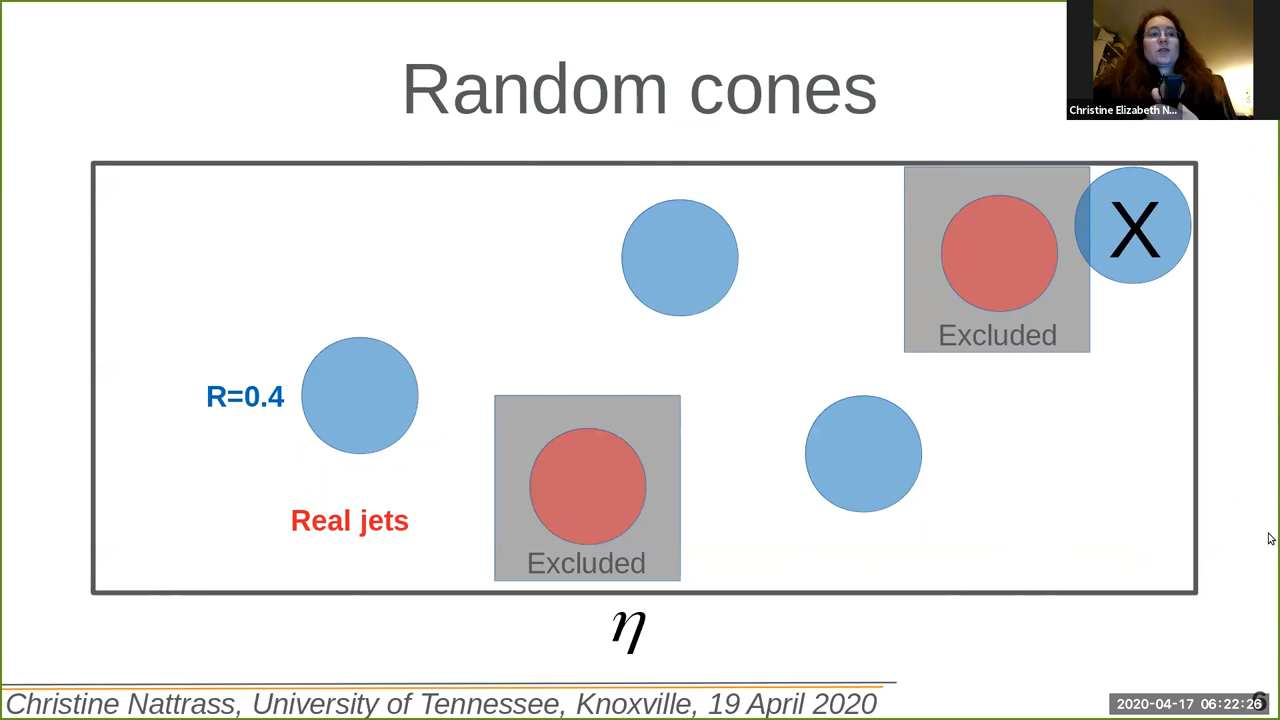 Random cones
Christine Elizabeth N...
X
Excluded
R=0.4
Real jets
Excluded
η
Christine Nattrass, University of Tennessee, Knoxville, 19 April 2020
6
2020-04-17 06:22:26